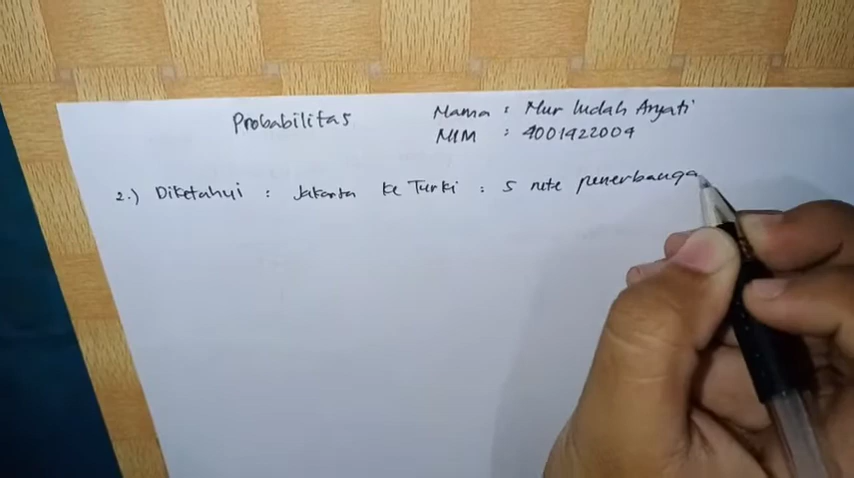 Probabilitas
Nama : Nur Indah Aryati
NIM : 4001422004
2.) Diketahui : Jakarta ke Turki : 5 rute penerbanga